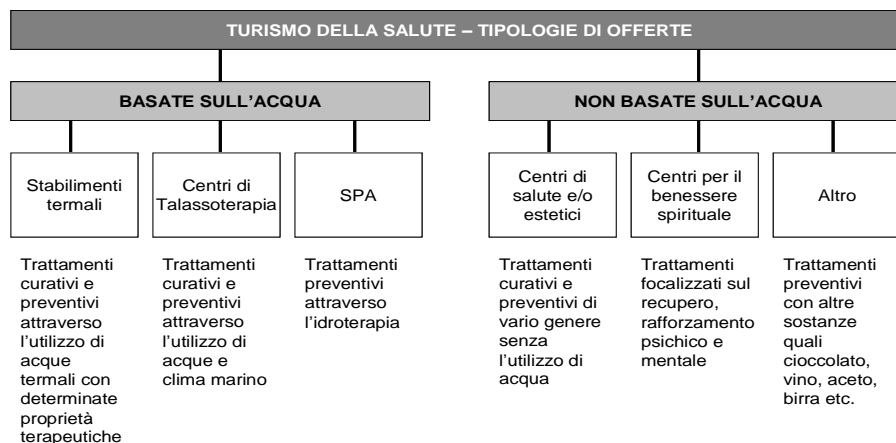 TURISMO DELLA SALUTE – TIPOLOGIE DI OFFERTE
BASATE SULL'ACQUA
NON BASATE SULL'ACQUA
Stabilimenti
termali
Centri di
Talassoterapia
SPA
Centri di
salute e/o
estetici
Centri per il
benessere
spirituale
Altro
Trattamenti
curativi e
preventivi
attraverso
l'utilizzo di
acque
termali con
determinate
proprietà
terapeutiche
Trattamenti
curativi e
preventivi
attraverso
l'utilizzo di
acque e
clima marino
Trattamenti
preventivi
attraverso
l'idroterapia
Trattamenti
curativi e
preventivi di
vario genere
senza
l'utilizzo di
acqua
Trattamenti
focalizzati sul
recupero,
rafforzamento
psichico e
mentale
Trattamenti
preventivi
con altre
sostanze
quali
cioccolato,
vino, aceto,
birra etc.